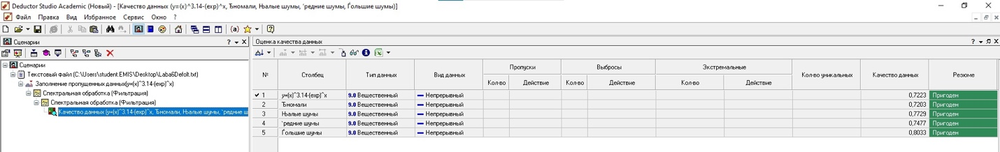 Deductor Studio Academic (Новый) - [Качество данных (y=(x)^3.14-(exp)^x, Ђномали, Њалые шумы, 'редние шумы, Ѓольшие шумы)]
Файл Правка Вид Избранное Сервис Окно ?
Сценарии
Оценка качества данных
Сценарии
Текстовый файл (C:\Users\student.EMIS\Desktop\Laba6Defolt.txt)
Заполнение пропущенных данных(y=(x)^3.14-(exp)^x)
Спектральная обработка (Фильтрация)
Спектральная обработка (Фильтрация)
Качество данных (y=(x)^3.14-(exp)^x, Ђномали, Њалые шумы, 'редние ш
№ Столбец Тип данных Вид данных Пропуски Выбросы Экстремальные Кол-во уникальных Качество данных Резюме
Кол-во Действие Кол-во Действие Кол-во Действие
1 y=(x)^3.14-(exp)^x 9.0 Вещественный Непрерывный 0,7223 Пригоден
2 Ђномали 9.0 Вещественный Непрерывный 0,7203 Пригоден
3 Њалые шумы 9.0 Вещественный Непрерывный 0,7729 Пригоден
4 'редние шумы 9.0 Вещественный Непрерывный 0,7477 Пригоден
5 Ѓольшие шумы 9.0 Вещественный Непрерывный 0,8033 Пригоден